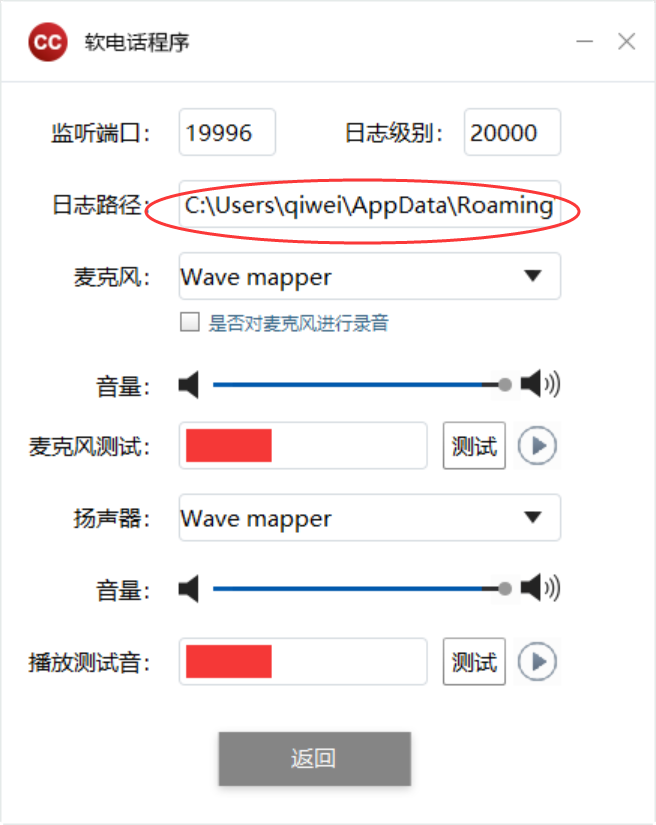 CC 软电话程序
监听端口： 19996 日志级别： 20000
日志路径： C:\Users\qiwei\AppData\Roaming
麦克风： Wave mapper
是否对麦克风进行录音
音量：
麦克风测试： 测试
扬声器： Wave mapper
音量：
播放测试音： 测试
返回